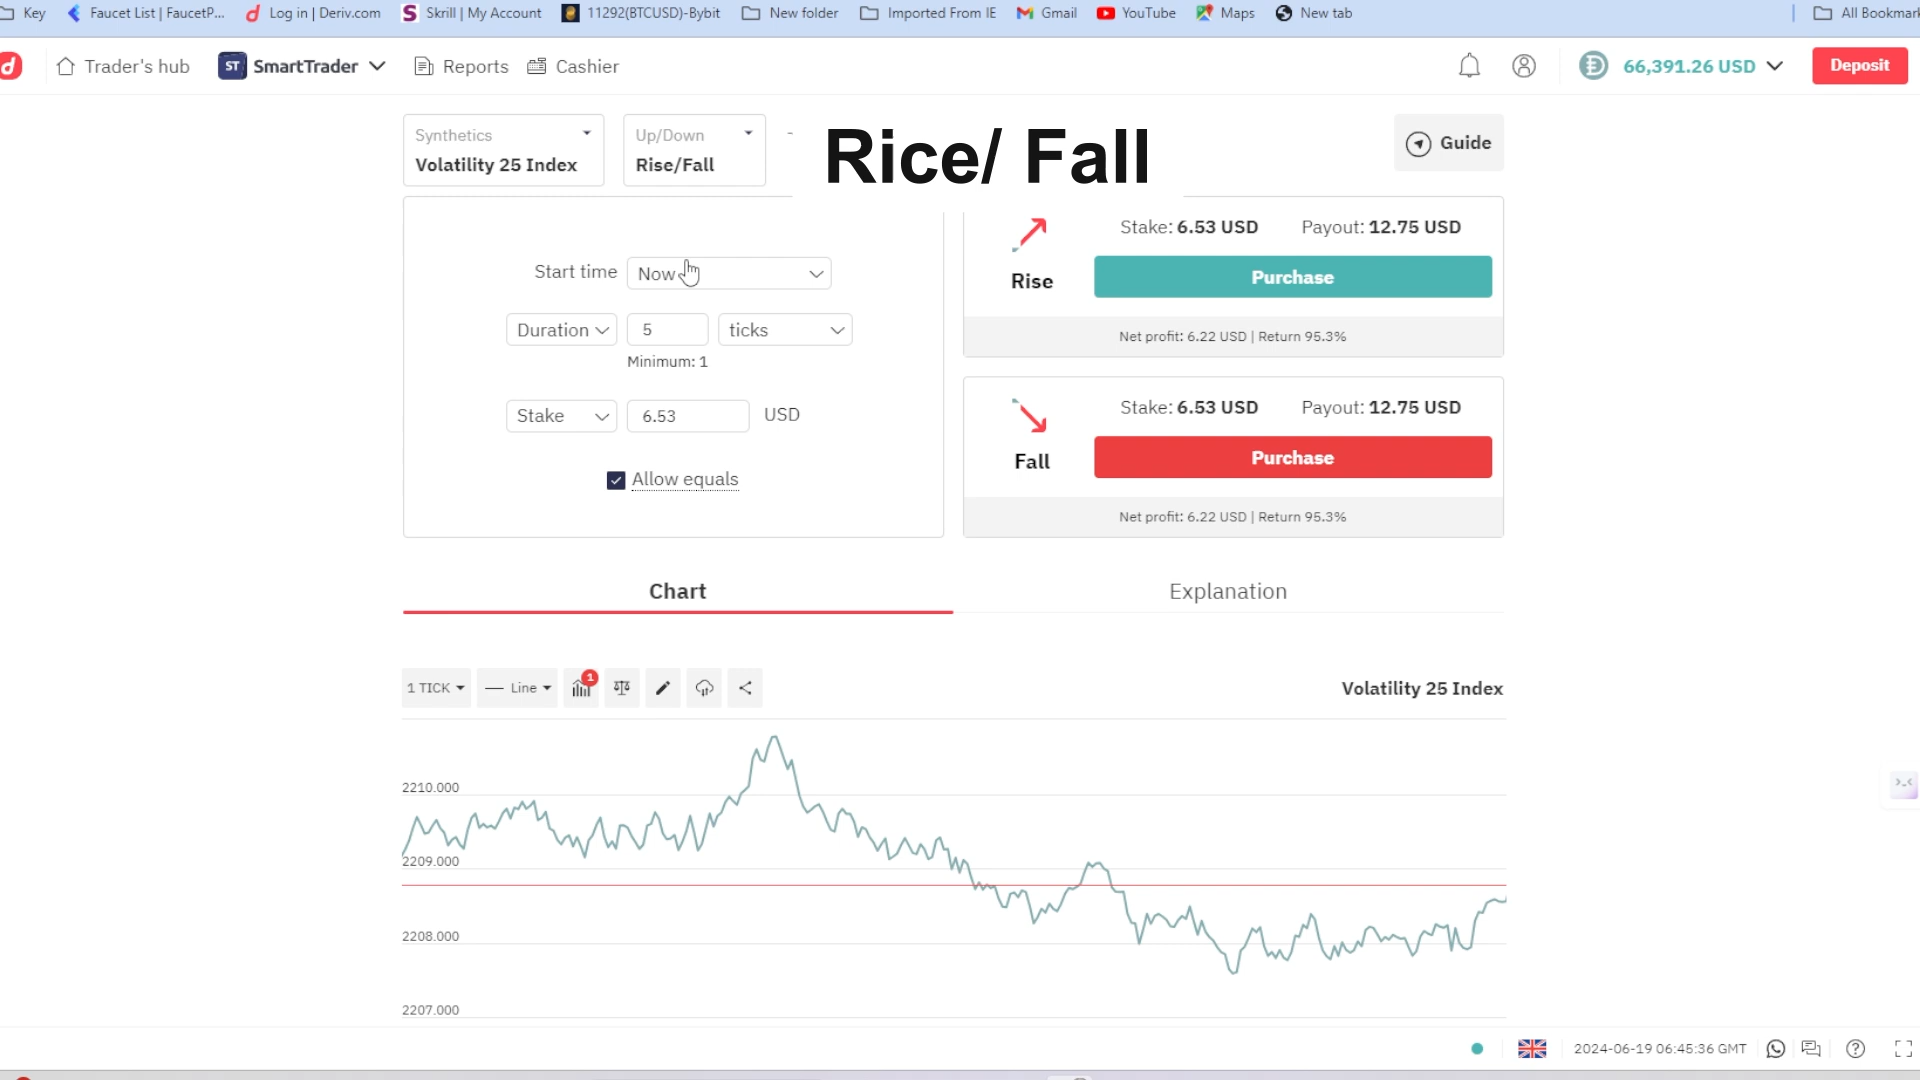 Key
Faucet List | FaucetP...
Log in | Deriv.com
Skrill | My Account
11292(BTCUSD)-Bybit
New folder
Imported From IE
Gmail
YouTube
Maps
New tab
All Bookmark
Trader's hub
ST SmartTrader
Reports
Cashier
66,391.26 USD
Deposit
Synthetics
Volatility 25 Index
Up/Down
Rise/Fall
Rice/ Fall
Guide
Start time
Now
Duration
5
ticks
Minimum: 1
Stake
6.53
USD
Allow equals
Rise
Stake: 6.53 USD
Payout: 12.75 USD
Purchase
Net profit: 6.22 USD | Return 95.3%
Fall
Stake: 6.53 USD
Payout: 12.75 USD
Purchase
Net profit: 6.22 USD | Return 95.3%
Chart
Explanation
1 TICK
Line
1
Volatility 25 Index
2210.000
2209.000
2208.000
2207.000
2024-06-19 06:45:36 GMT